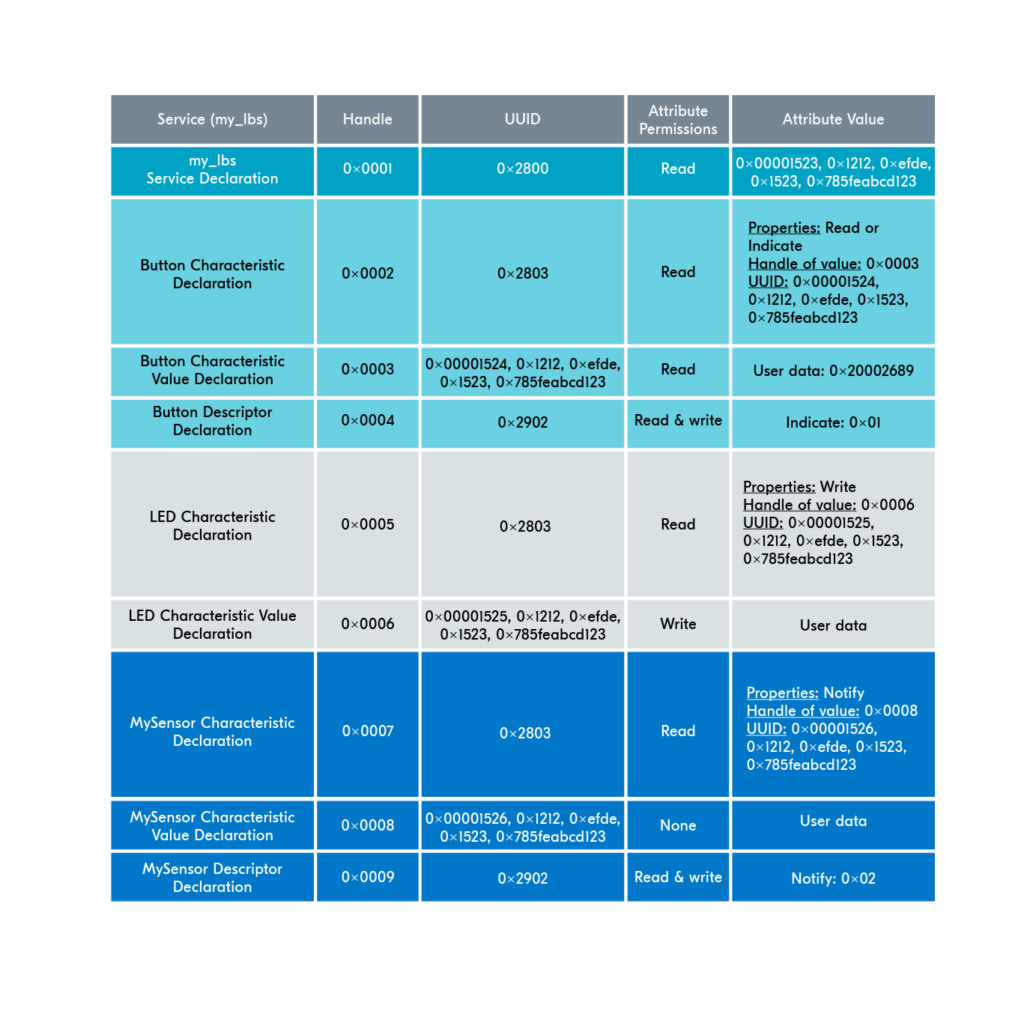 Service (my_lbs)
Handle
UUID
Attribute
Permissions
Attribute Value
my_lbs
Service Declaration
0×0001
0×2800
Read
0×00001523, 0×1212, 0×efde,
0×1523, 0×785feabcd123
Button Characteristic
Declaration
0×0002
0×2803
Read
Properties: Read or
Indicate
Handle of value: 0×0003
UUID: 0×00001524,
0×1212, 0×efde, 0×1523,
0×785feabcd123
Button Characteristic
Value Declaration
0×0003
0×00001524, 0×1212, 0×efde,
0×1523, 0×785feabcd123
Read
User data: 0×20002689
Button Descriptor
Declaration
0×0004
0×2902
Read & write
Indicate: 0×01
LED Characteristic
Declaration
0×0005
0×2803
Read
Properties: Write
Handle of value: 0×0006
UUID: 0×00001525,
0×1212, 0×efde, 0×1523,
0×785feabcd123
LED Characteristic Value
Declaration
0×0006
0×00001525, 0×1212, 0×efde,
0×1523, 0×785feabcd123
Write
User data
MySensor Characteristic
Declaration
0×0007
0×2803
Read
Properties: Notify
Handle of value: 0×0008
UUID: 0×00001526,
0×1212, 0×efde, 0×1523,
0×785feabcd123
MySensor Characteristic
Value Declaration
0×0008
0×00001526, 0×1212, 0×efde,
0×1523, 0×785feabcd123
None
User data
MySensor Descriptor
Declaration
0×0009
0×2902
Read & write
Notify: 0×02